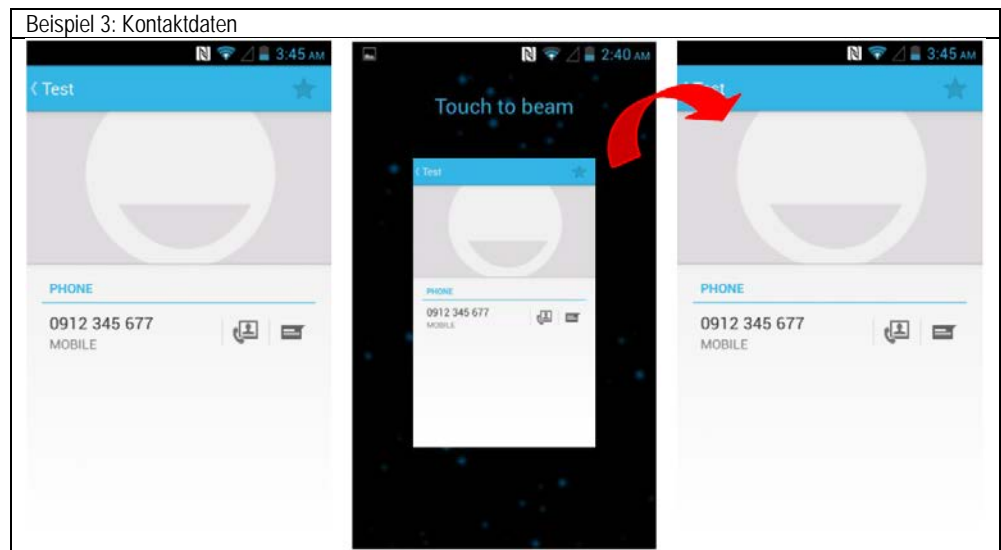 Beispiel 3: Kontaktdaten
3:45 AM
Test
PHONE
0912 345 677
MOBILE
2:40 AM
Touch to beam
Test
PHONE
0912 345 677
MOBILE
3:45 AM
Test
PHONE
0912 345 677
MOBILE